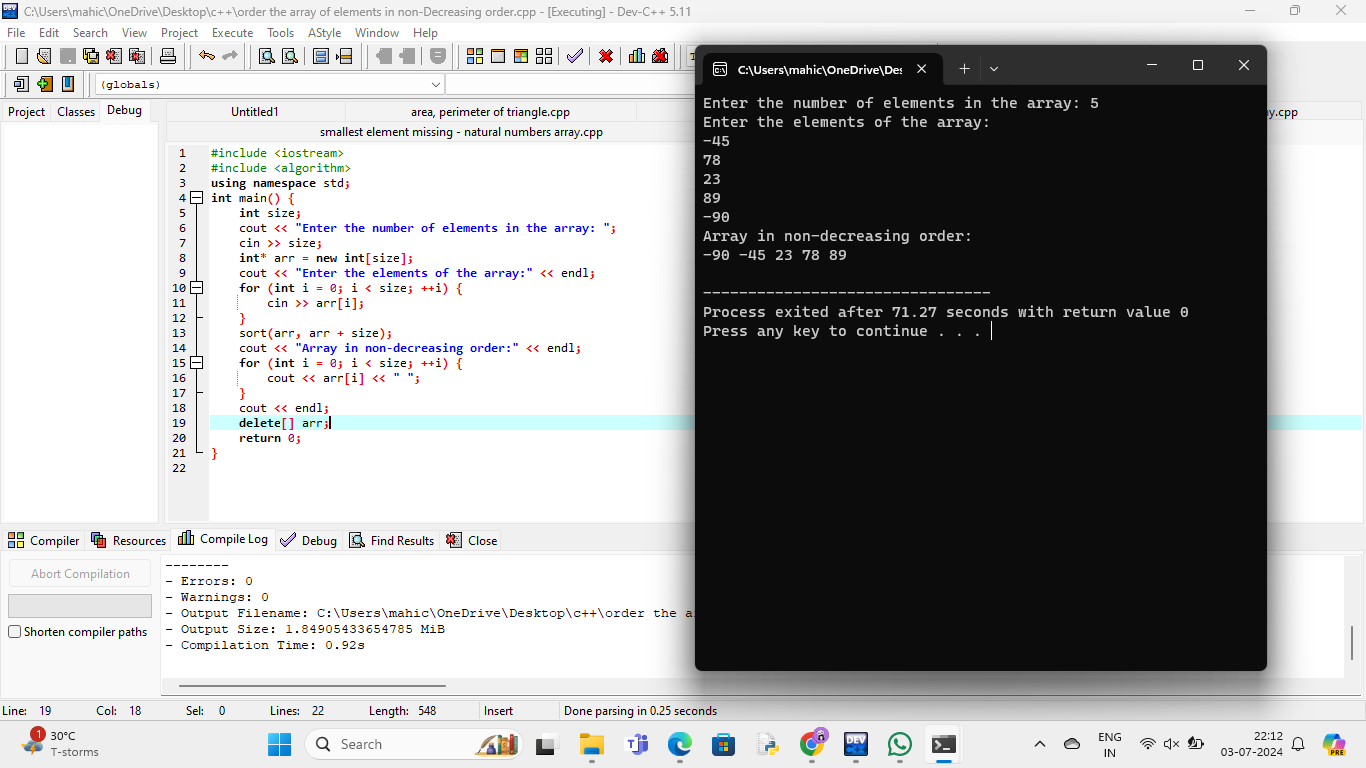 C:\Users\mahic\OneDrive\Desktop\c++\order the array of elements in non-Decreasing order.cpp - [Executing] - Dev-C++ 5.11
File Edit Search View Project Execute Tools AStyle Window Help
(globals)
Project Classes Debug
Untitled1 area, perimeter of triangle.cpp ay.cpp
smallest element missing - natural numbers array.cpp
1 #include <iostream>
2 #include <algorithm>
3 using namespace std;
4 int main() {
5 int size;
6 cout << "Enter the number of elements in the array: ";
7 cin >> size;
8 int* arr = new int[size];
9 cout << "Enter the elements of the array:" << endl;
10 for (int i = 0; i < size; ++i) {
11 cin >> arr[i];
12 }
13 sort(arr, arr + size);
14 cout << "Array in non-decreasing order:" << endl;
15 for (int i = 0; i < size; ++i) {
16 cout << arr[i] << " ";
17 }
18 cout << endl;
19 delete[] arr;
20 return 0;
21 }
22
C:\Users\mahic\OneDrive\Des
Enter the number of elements in the array: 5
Enter the elements of the array:
-45
78
23
89
-90
Array in non-decreasing order:
-90 -45 23 78 89
--------------------------------
Process exited after 71.27 seconds with return value 0
Press any key to continue . . .
Compiler Resources Compile Log Debug Find Results Close
Abort Compilation
Shorten compiler paths
--------
- Errors: 0
- Warnings: 0
- Output Filename: C:\Users\mahic\OneDrive\Desktop\c++\order the a
- Output Size: 1.84905433654785 MiB
- Compilation Time: 0.92s
Line: 19 Col: 18 Sel: 0 Lines: 22 Length: 548 Insert Done parsing in 0.25 seconds
1
30°C
T-storms
Search
DEV
ENG
IN
22:12
03-07-2024
PRE